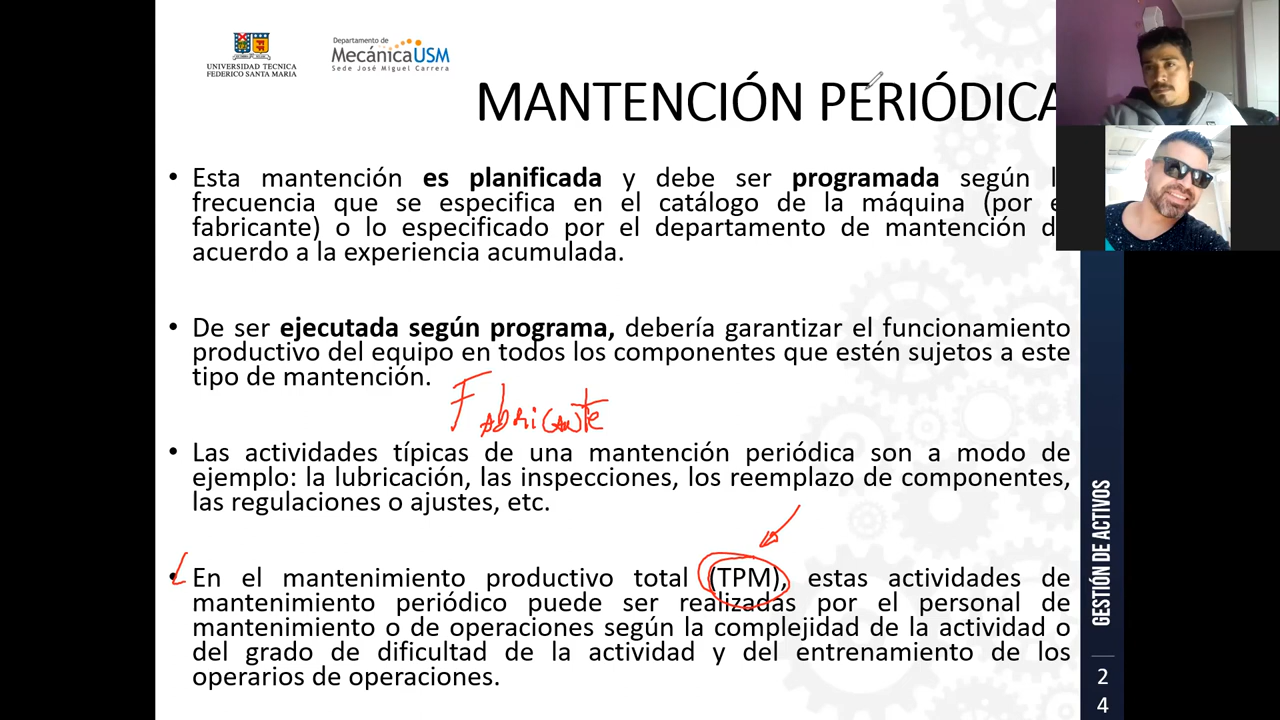 UNIVERSIDAD TECNICA
FEDERICO SANTA MARIA
Departamento de
MecánicaUSM
Sede José Miguel Carrera
MANTENCIÓN PERIÓDICA
• Esta mantención es planificada y debe ser programada según
frecuencia que se especifica en el catálogo de la máquina (por
fabricante) o lo especificado por el departamento de mantención
acuerdo a la experiencia acumulada.
• De ser ejecutada según programa, debería garantizar el funcionamiento
productivo del equipo en todos los componentes que estén sujetos a este
tipo de mantención.
Fabricante
• Las actividades típicas de una mantención periódica son a modo de
ejemplo: la lubricación, las inspecciones, los reemplazo de componentes,
las regulaciones o ajustes, etc.
• En el mantenimiento productivo total (TPM), estas actividades de
mantenimiento periódico puede ser realizadas por el personal de
mantenimiento o de operaciones según la complejidad de la actividad o
del grado de dificultad de la actividad y del entrenamiento de los
operarios de operaciones.
GESTIÓN DE ACTIVOS
2
4